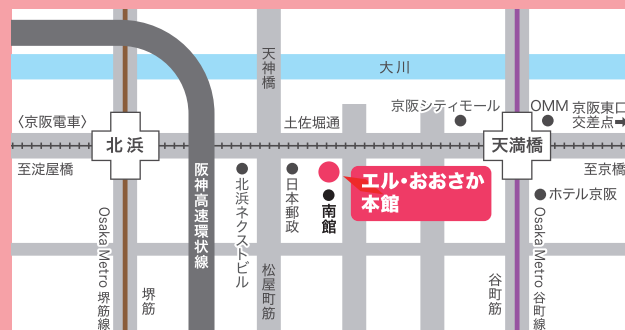 天神橋
大川
京阪シティモール
OMM
京阪東口
交差点➡
〈京阪電車〉
土佐堀通
北浜
天満橋
至淀屋橋
至京橋
阪神高速環状線
北浜ネクストビル
日本郵政
南館
エル・おおさか
本館
ホテル京阪
Osaka Metro 堺筋線
堺筋
松屋町筋
谷町筋
Osaka Metro 谷町線